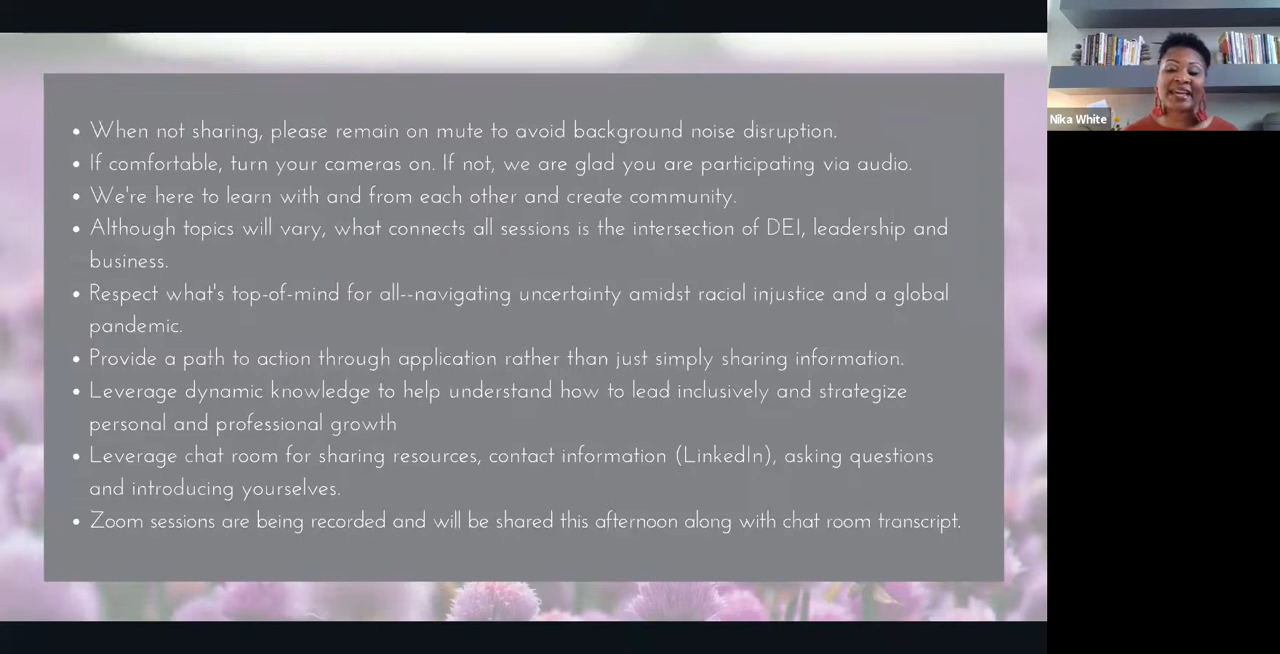 • When not sharing, please remain on mute to avoid background noise disruption.
• If comfortable, turn your cameras on. If not, we are glad you are participating via audio.
• We're here to learn with and from each other and create community.
• Although topics will vary, what connects all sessions is the intersection of DEI, leadership and
business.
• Respect what's top-of-mind for all--navigating uncertainty amidst racial injustice and a global
pandemic.
• Provide a path to action through application rather than just simply sharing information.
• Leverage dynamic knowledge to help understand how to lead inclusively and strategize
personal and professional growth
• Leverage chat room for sharing resources, contact information (LinkedIn), asking questions
and introducing yourselves.
• Zoom sessions are being recorded and will be shared this afternoon along with chat room transcript.
Nika White